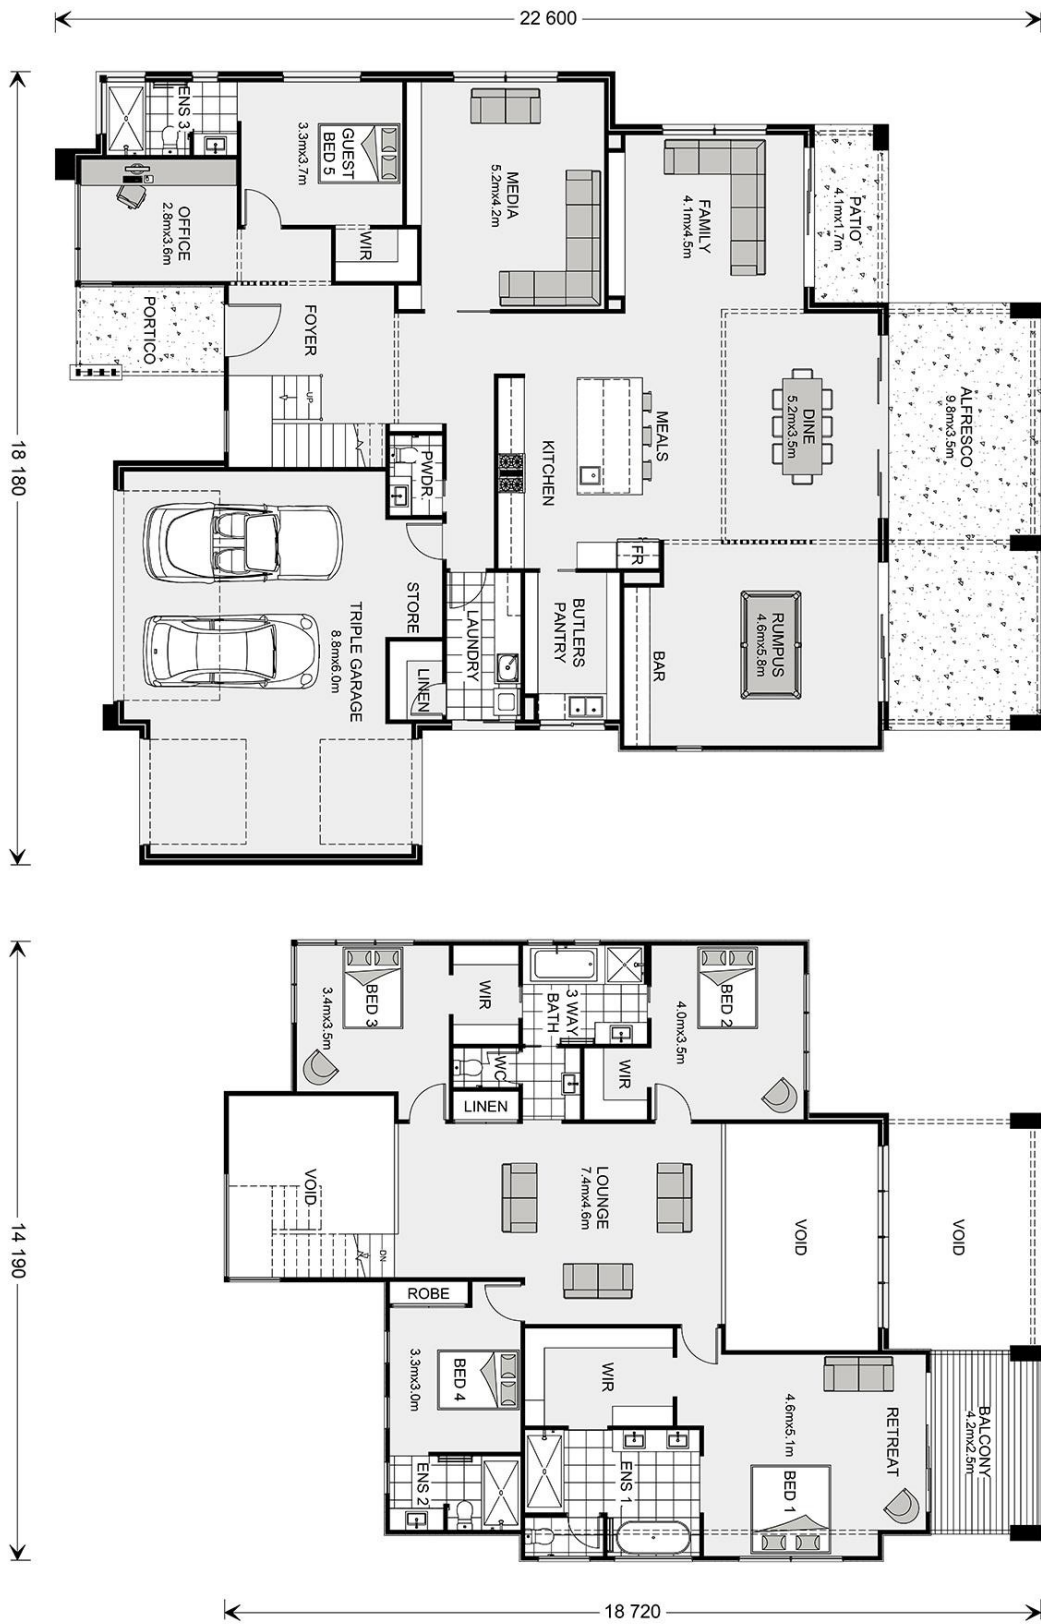 22 600
ENS 3
GUEST
BED 5
3.3mx3.7m
MEDIA
5.2mx4.2m
FAMILY
4.1mx4.5m
PATIO
4.1mx1.7m
OFFICE
2.8mx3.6m
WIR
PORTICO
FOYER
UP
MEALS
DINE
5.2mx3.5m
ALFRESCO
9.8mx3.5m
KITCHEN
PWDR.
18 180
FR
STORE
LAUNDRY
BUTLERS
PANTRY
TRIPLE GARAGE
8.8mx6.0m
LINEN
BAR
RUMPUS
4.6mx5.8m
BED 3
3.4mx3.5m
WIR
3 WAY
BATH
BED 2
4.0mx3.5m
WC
WIR
LINEN
VOID
DN
LOUNGE
7.4mx4.6m
VOID
VOID
14 190
ROBE
BED 4
3.3mx3.0m
WIR
4.6mx5.1m
RETREAT
BALCONY
4.2mx2.5m
ENS 2
ENS 1
BED 1
18 720